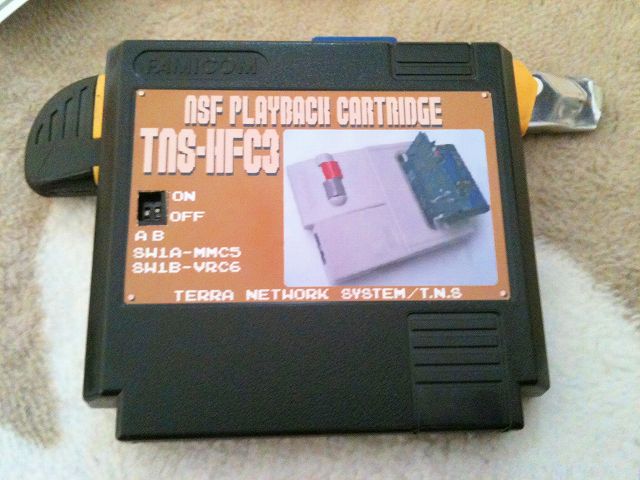 FAMICOM
NSF PLAYBACK CARTRIDGE
TNS-HFC3
ON
OFF
A B
SW1A-MMC5
SW1B-VRC6
TERRA NETWORK SYSTEM/T.N.S